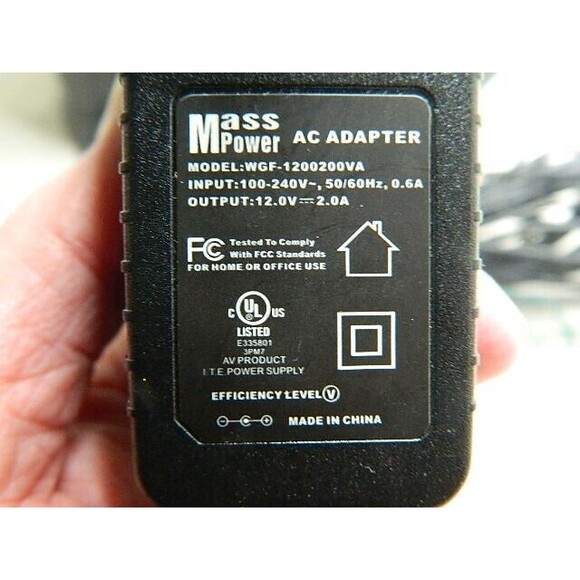 Mass Power AC ADAPTER
MODEL:WGF-1200200VA
INPUT:100-240V~, 50/60Hz, 0.6A
OUTPUT:12.0V⎓2.0A
FC Tested To Comply
With FCC Standards
FOR HOME OR OFFICE USE
C UL US
LISTED
E335801
3PM7
AV PRODUCT
I.T.E. POWER SUPPLY
EFFICIENCY LEVEL Ⓥ
MADE IN CHINA